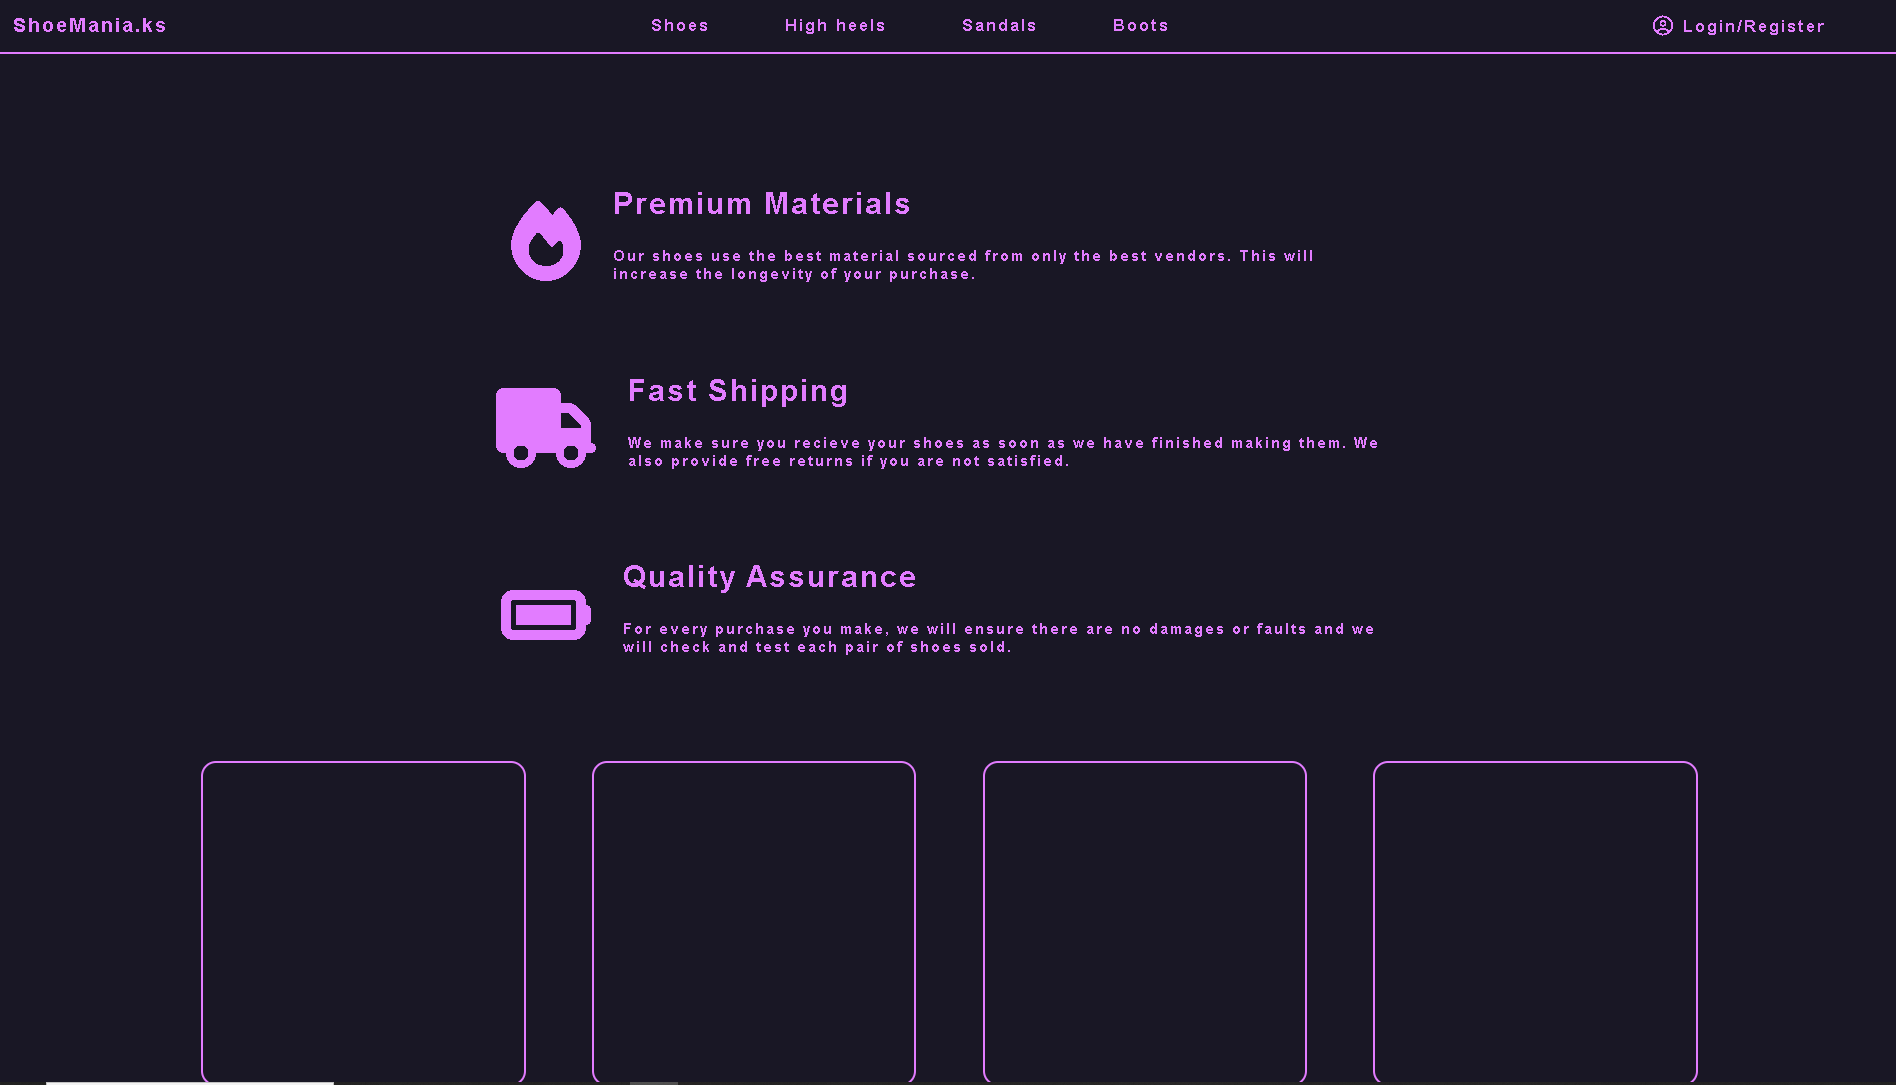 ShoeMania.ks
Shoes
High heels
Sandals
Boots
Login/Register
Premium Materials
Our shoes use the best material sourced from only the best vendors. This will
increase the longevity of your purchase.
Fast Shipping
We make sure you recieve your shoes as soon as we have finished making them. We
also provide free returns if you are not satisfied.
Quality Assurance
For every purchase you make, we will ensure there are no damages or faults and we
will check and test each pair of shoes sold.